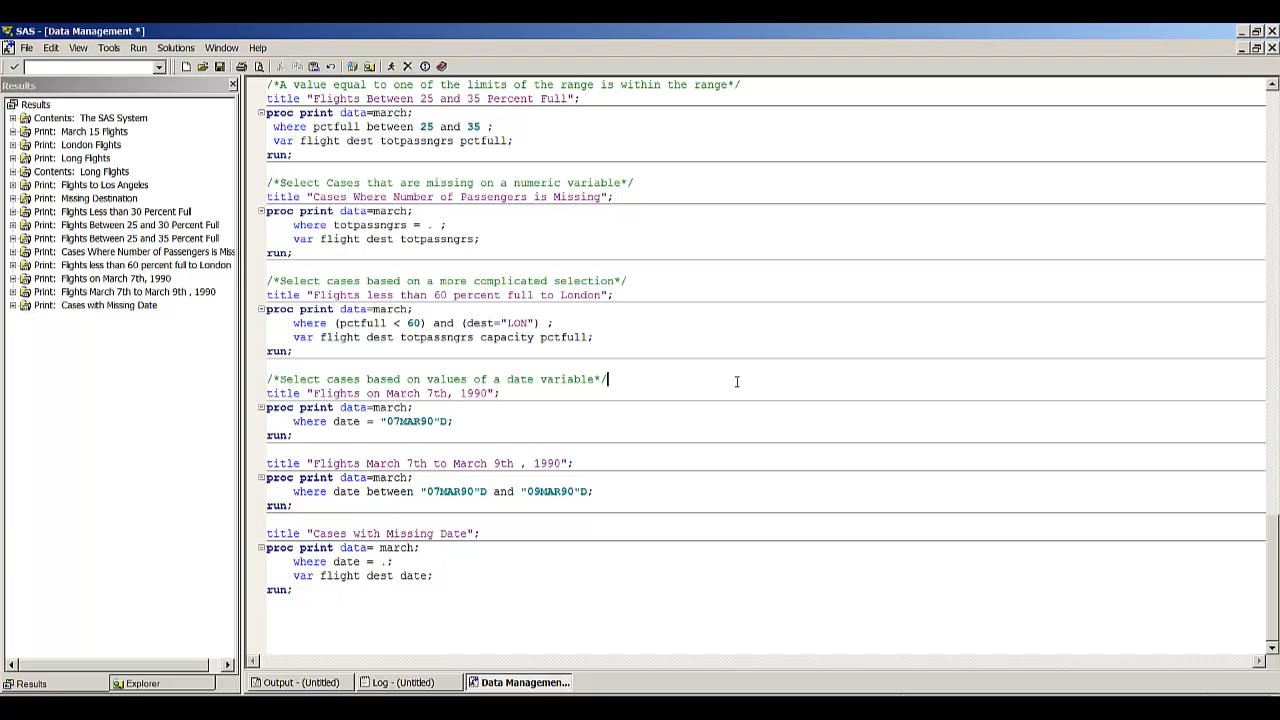 SAS - [Data Management *]
File Edit View Tools Run Solutions Window Help
Results
Results
Contents: The SAS System
Print: March 15 Flights
Print: London Flights
Print: Long Flights
Contents: Long Flights
Print: Flights to Los Angeles
Print: Missing Destination
Print: Flights Less than 30 Percent Full
Print: Flights Between 25 and 30 Percent Full
Print: Flights Between 25 and 35 Percent Full
Print: Cases Where Number of Passengers is Miss
Print: Flights less than 60 percent full to London
Print: Flights on March 7th, 1990
Print: Flights March 7th to March 9th , 1990
Print: Cases with Missing Date
/*A value equal to one of the limits of the range is within the range*/
title "Flights Between 25 and 35 Percent Full";
proc print data=march;
where pctfull between 25 and 35 ;
var flight dest totpassngrs pctfull;
run;
/*Select Cases that are missing on a numeric variable*/
title "Cases Where Number of Passengers is Missing";
proc print data=march;
where totpassngrs = . ;
var flight dest totpassngrs;
run;
/*Select cases based on a more complicated selection*/
title "Flights less than 60 percent full to London";
proc print data=march;
where (pctfull < 60) and (dest="LON") ;
var flight dest totpassngrs capacity pctfull;
run;
/*Select cases based on values of a date variable*/
title "Flights on March 7th, 1990";
proc print data=march;
where date = "07MAR90"D;
run;
title "Flights March 7th to March 9th , 1990";
proc print data=march;
where date between "07MAR90"D and "09MAR90"D;
run;
title "Cases with Missing Date";
proc print data= march;
where date = .;
var flight dest date;
run;
Results Explorer Output - (Untitled) Log - (Untitled) Data Managemen...